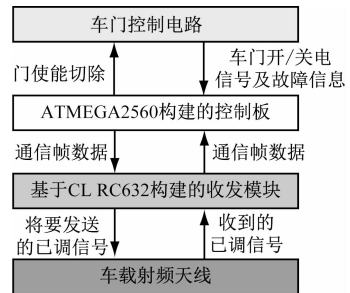 车门控制电路
门使能切除
车门开/关电
信号及故障信息
ATMEGA2560构建的控制板
通信帧数据
通信帧数据
基于CL RC632构建的收发模块
将要发送
的已调信号
收到的
已调信号
车载射频天线